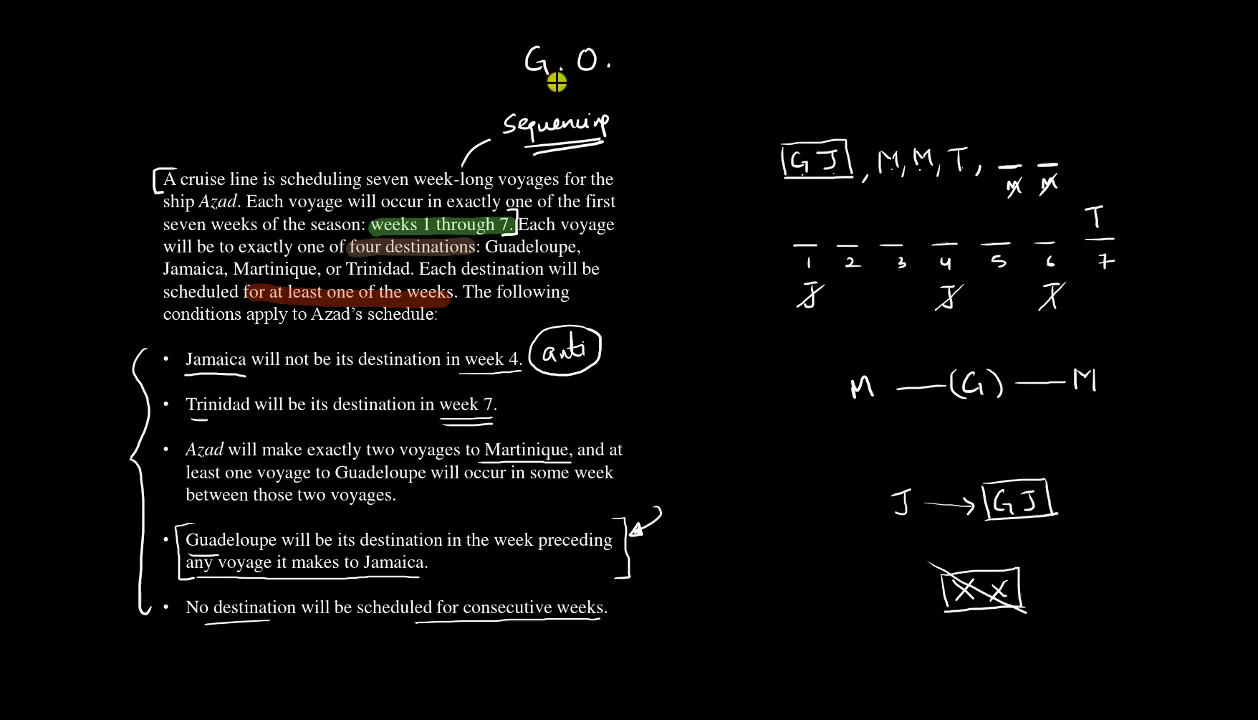 G. O.
Sequencing
A cruise line is scheduling seven week-long voyages for the
ship Azad. Each voyage will occur in exactly one of the first
seven weeks of the season: weeks 1 through 7. Each voyage
will be to exactly one of four destinations: Guadeloupe,
Jamaica, Martinique, or Trinidad. Each destination will be
scheduled for at least one of the weeks. The following
conditions apply to Azad's schedule:
• Jamaica will not be its destination in week 4.
anti
• Trinidad will be its destination in week 7.
• Azad will make exactly two voyages to Martinique, and at
least one voyage to Guadeloupe will occur in some week
between those two voyages.
• Guadeloupe will be its destination in the week preceding
any voyage it makes to Jamaica.
• No destination will be scheduled for consecutive weeks.
G J , M, M, T, _ _
M M
T
1 2 3 4 5 6 7
J J T
M — (G) — M
J → G J
X X